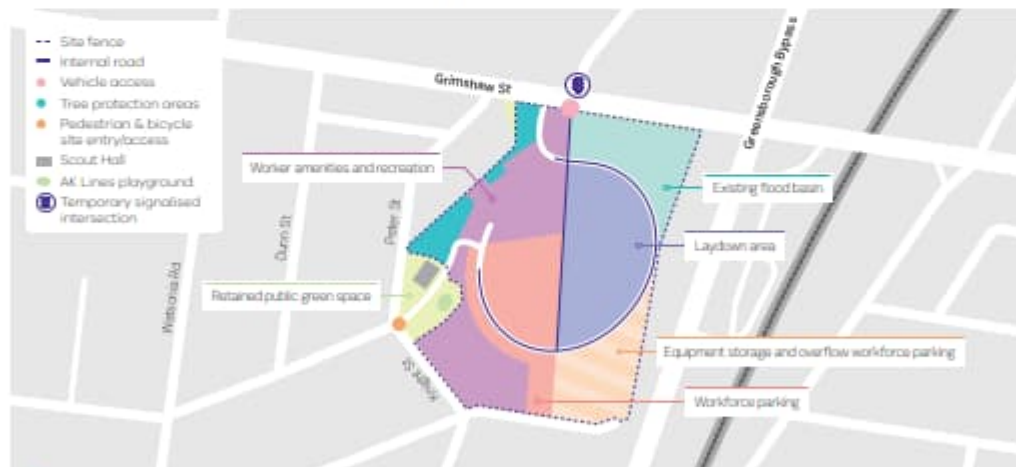 Site fence
Internal road
Vehicle access
Tree protection areas
Pedestrian & bicycle
site entry/access
Scout Hall
AK Lines playground
Temporary signalised
intersection
Grimshaw St
Greensborough Bypass
Worker amenities and recreation
Existing flood basin
Peter St
Dunn St
Laydown area
Watsonia Rd
Retained public green space
Equipment storage and overflow workforce parking
Knight St
Workforce parking